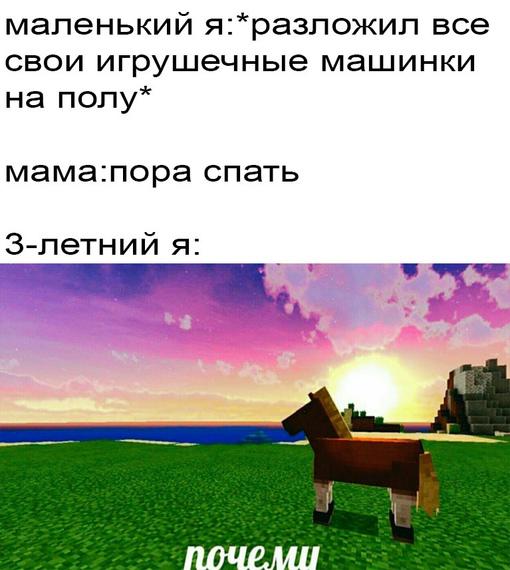 маленький я:*разложил все
свои игрушечные машинки
на полу*
мама:пора спать
3-летний я:
почему